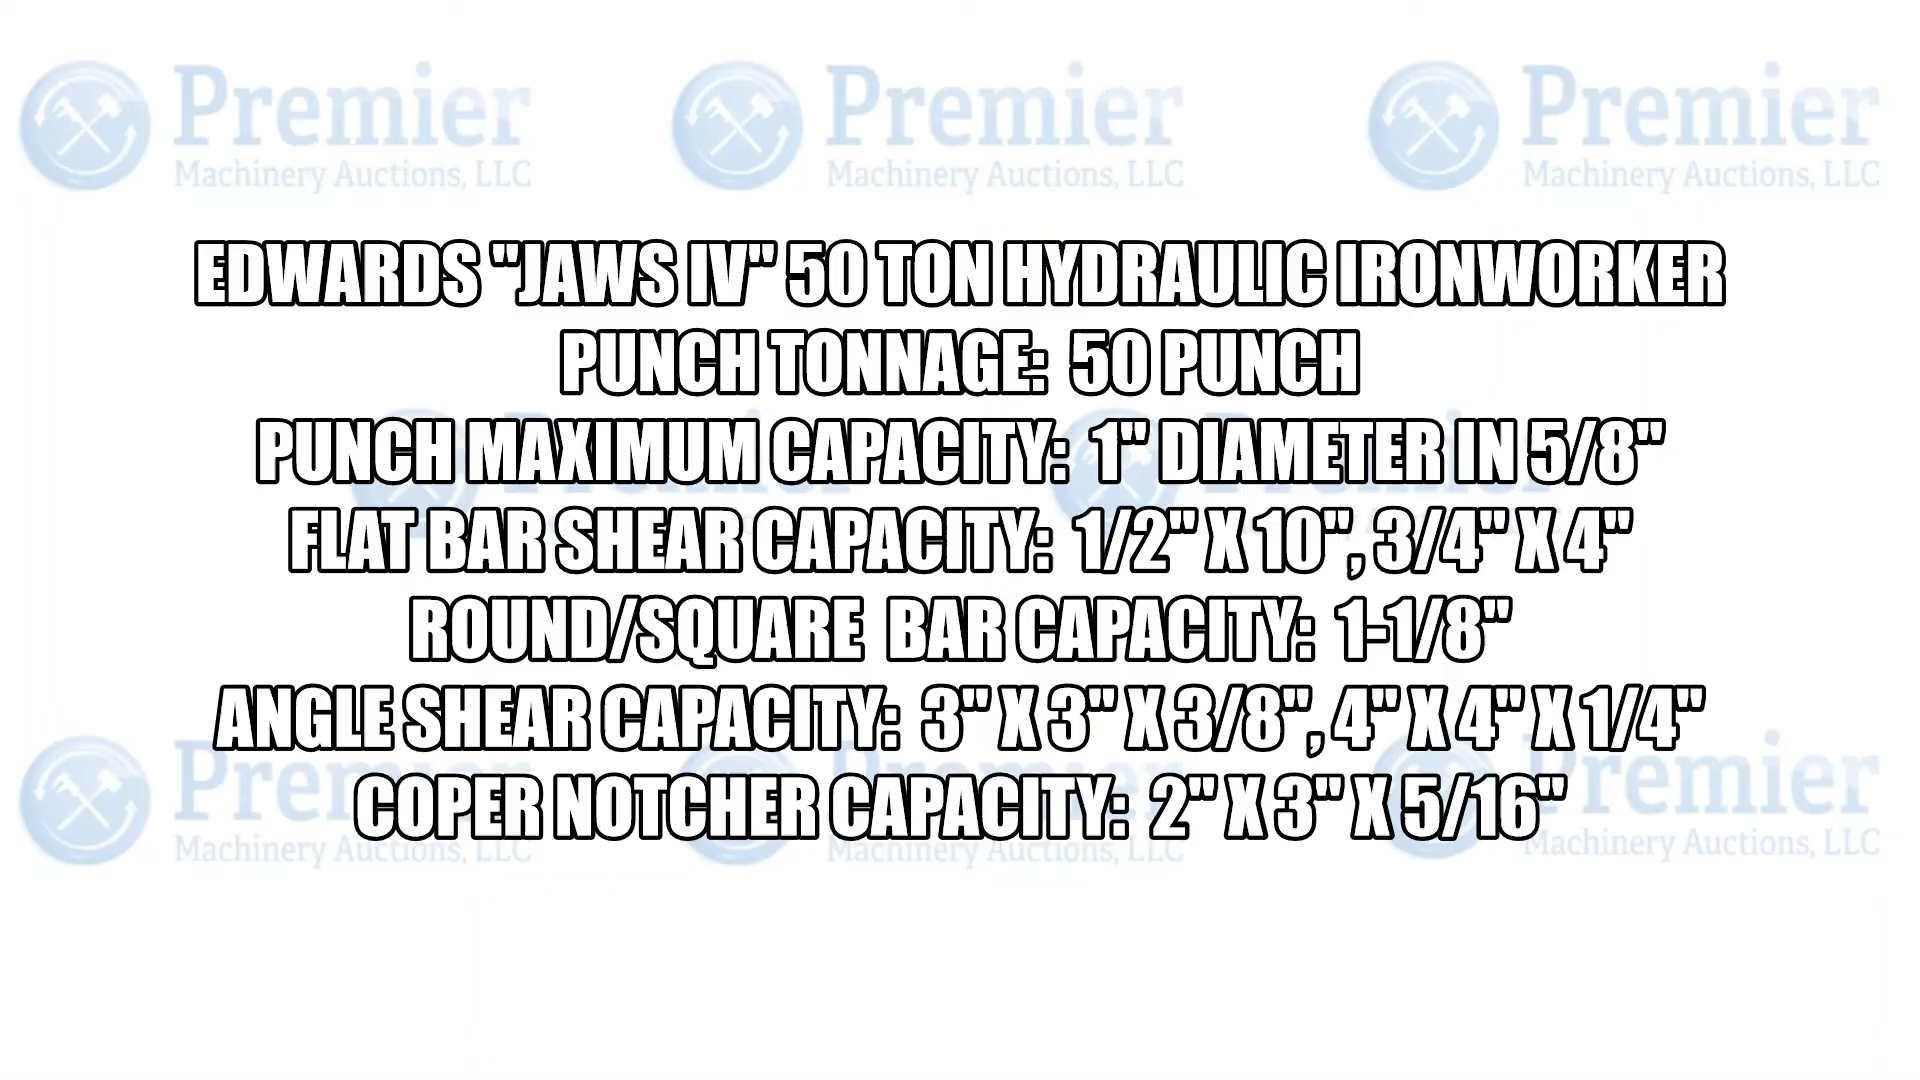 Premier Premier Premier
Machinery Auctions, LLC Machinery Auctions, LLC Machinery Auctions, LLC
EDWARDS "JAWS IV" 50 TON HYDRAULIC IRONWORKER
PUNCH TONNAGE: 50 PUNCH
PUNCH MAXIMUM CAPACITY: 1" DIAMETER IN 5/8"
FLAT BAR SHEAR CAPACITY: 1/2" X 10", 3/4" X 4"
ROUND/SQUARE BAR CAPACITY: 1-1/8"
ANGLE SHEAR CAPACITY: 3" X 3" X 3/8", 4" X 4" X 1/4"
COPER NOTCHER CAPACITY: 2" X 3" X 5/16"
Premier Premier Premier
Machinery Auctions, LLC Machinery Auctions, LLC Machinery Auctions, LLC